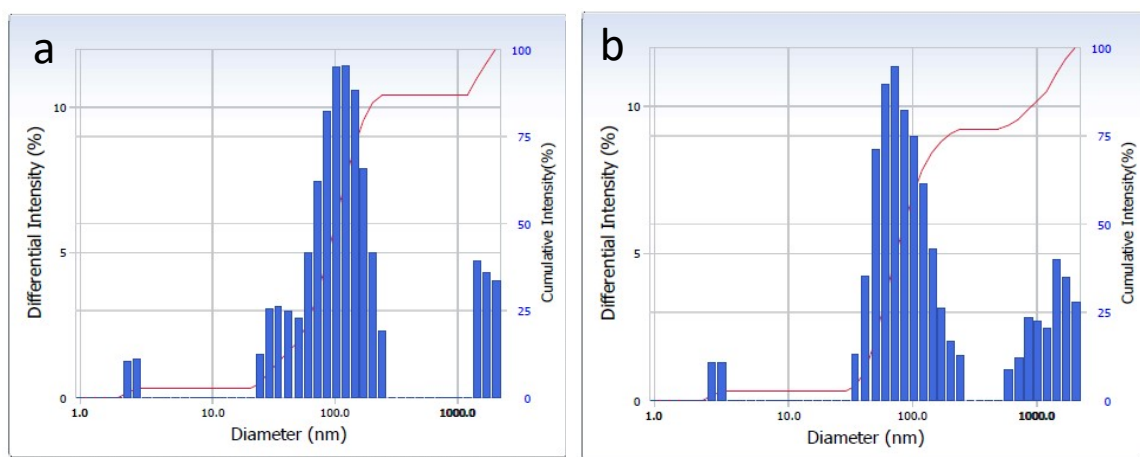 a
Differential Intensity (%)
10
5
0
100
75
50
25
0
Cumulative Intensity(%)
1.0 10.0 100.0 1000.0
Diameter (nm)
b
Differential Intensity (%)
10
5
0
100
75
50
25
0
Cumulative Intensity(%)
1.0 10.0 100.0 1000.0
Diameter (nm)